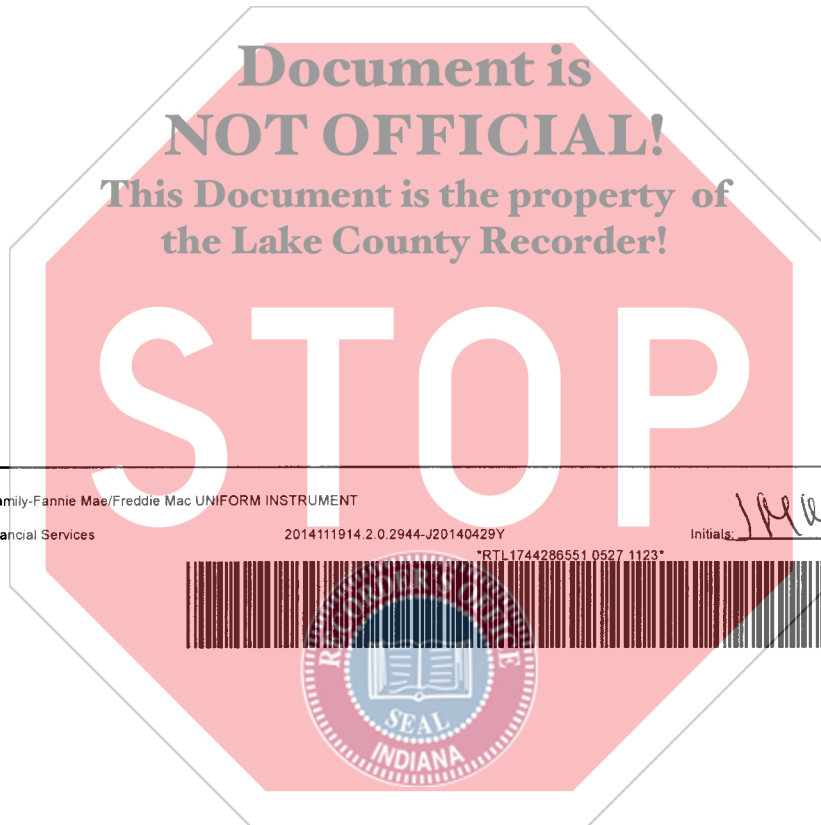 Document is
NOT OFFICIAL!
This Document is the property of
the Lake County Recorder!
STOP
amily-Fannie Mae/Freddie Mac UNIFORM INSTRUMENT
ancial Services 2014111914.2.0.2944-J20140429Y Initials:
*RTL1744286551 0527 1123*
RECORDER'S OFFICE
SEAL
INDIANA